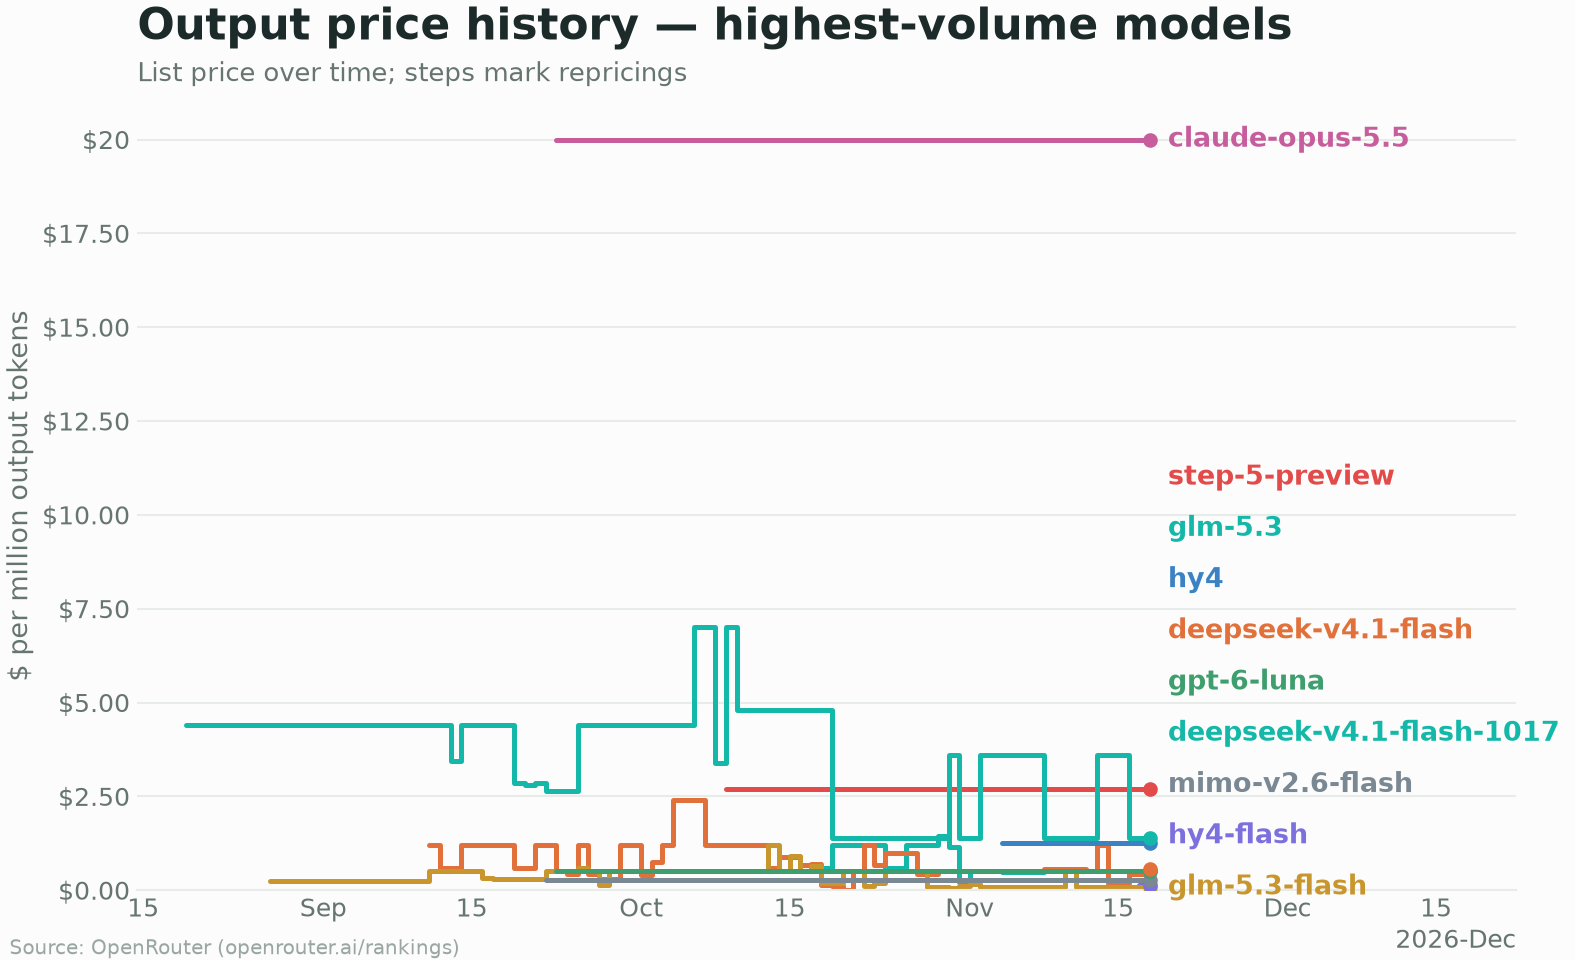 Output price history — highest-volume models
List price over time; steps mark repricings
$ per million output tokens
$20
$17.50
$15.00
$12.50
$10.00
$7.50
$5.00
$2.50
$0.00
claude-opus-5.5
step-5-preview
glm-5.3
hy4
deepseek-v4.1-flash
gpt-6-luna
deepseek-v4.1-flash-1017
mimo-v2.6-flash
hy4-flash
glm-5.3-flash
15 Sep 15 Oct 15 Nov 15 Dec 15
2026-Dec
Source: OpenRouter (openrouter.ai/rankings)